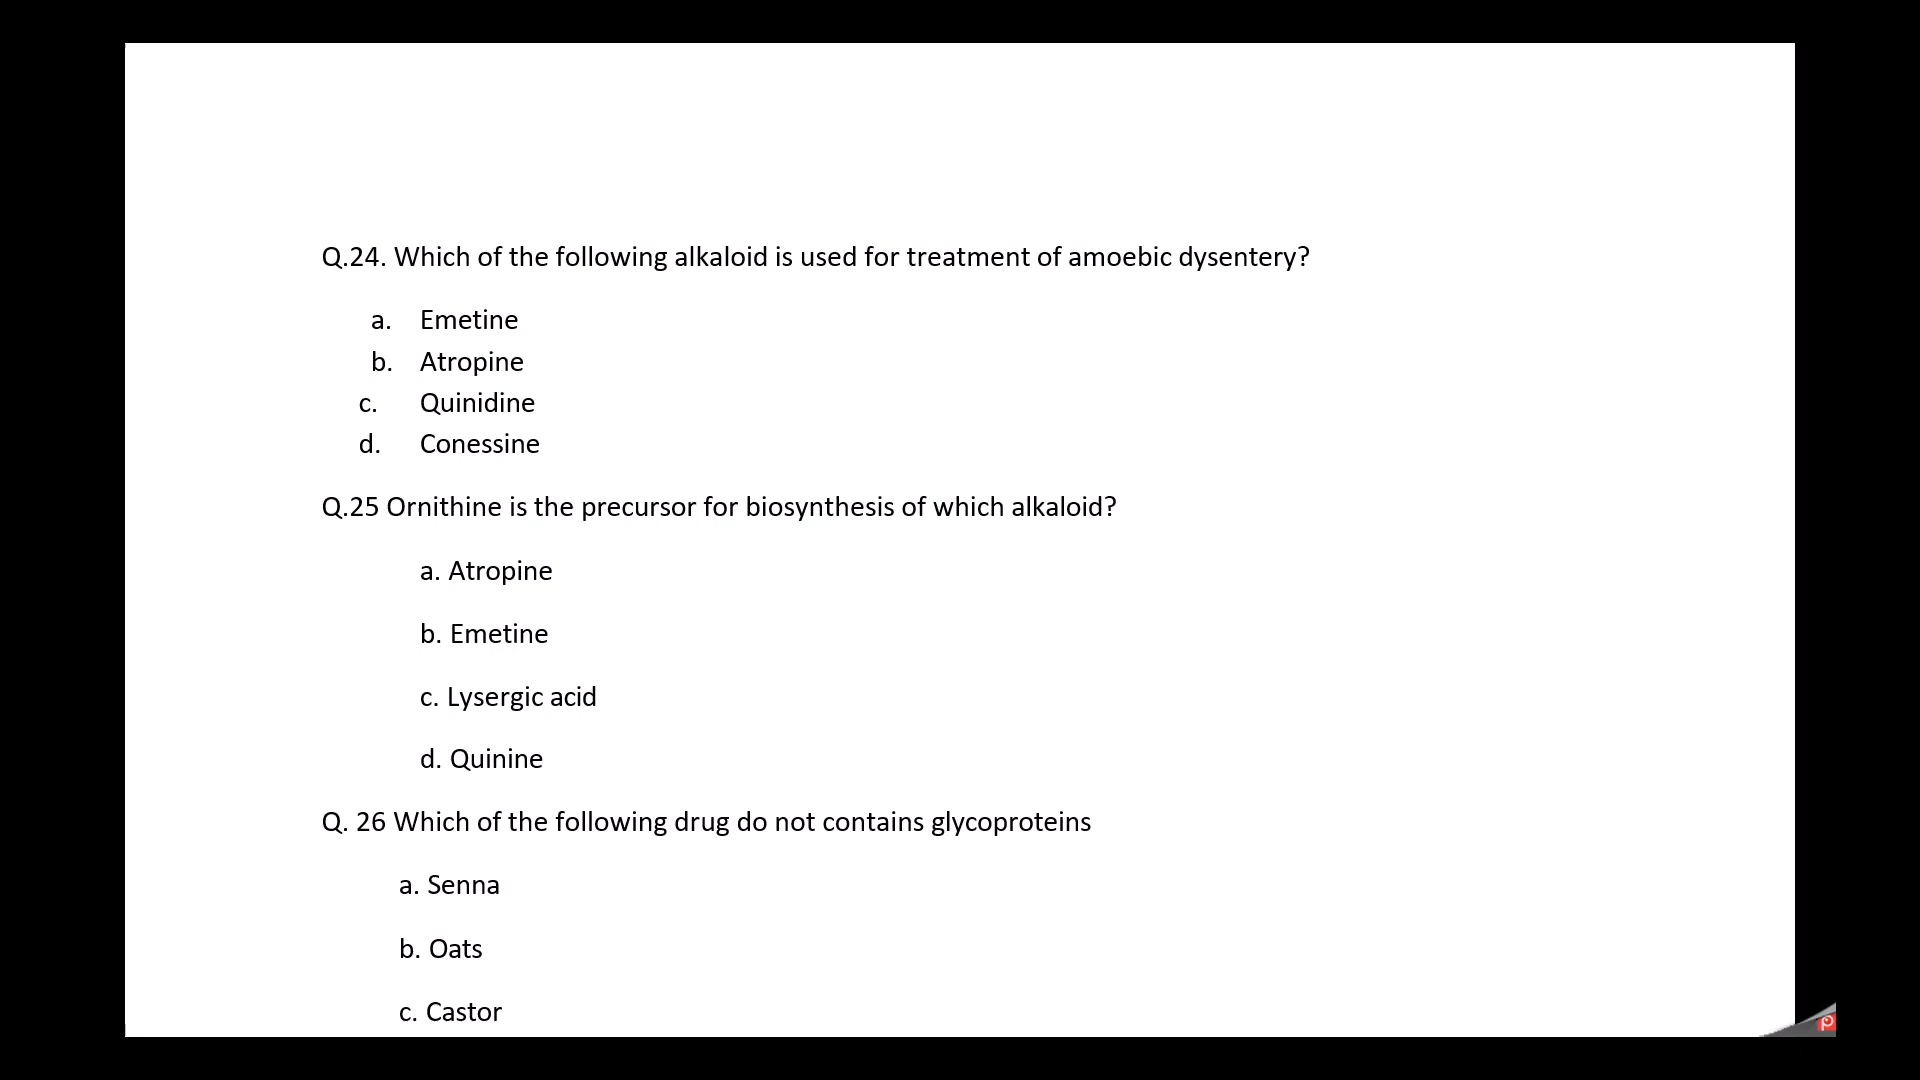 Q.24. Which of the following alkaloid is used for treatment of amoebic dysentery?
a. Emetine
b. Atropine
c. Quinidine
d. Conessine
Q.25 Ornithine is the precursor for biosynthesis of which alkaloid?
a. Atropine
b. Emetine
c. Lysergic acid
d. Quinine
Q. 26 Which of the following drug do not contains glycoproteins
a. Senna
b. Oats
c. Castor